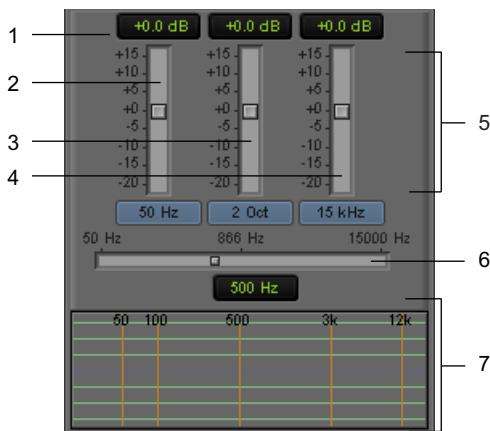 1 +0.0 dB +0.0 dB +0.0 dB
+15 +15 +15
2 +10 +10 +10
+5 +5 +5
+0 +0 +0 5
-5 -5 -5
3 -10 -10 -10
4 -15 -15 -15
-20 -20 -20
50 Hz 2 Oct 15 kHz
50 Hz 866 Hz 15000 Hz
6
500 Hz
50 100 500 3k 12k
7